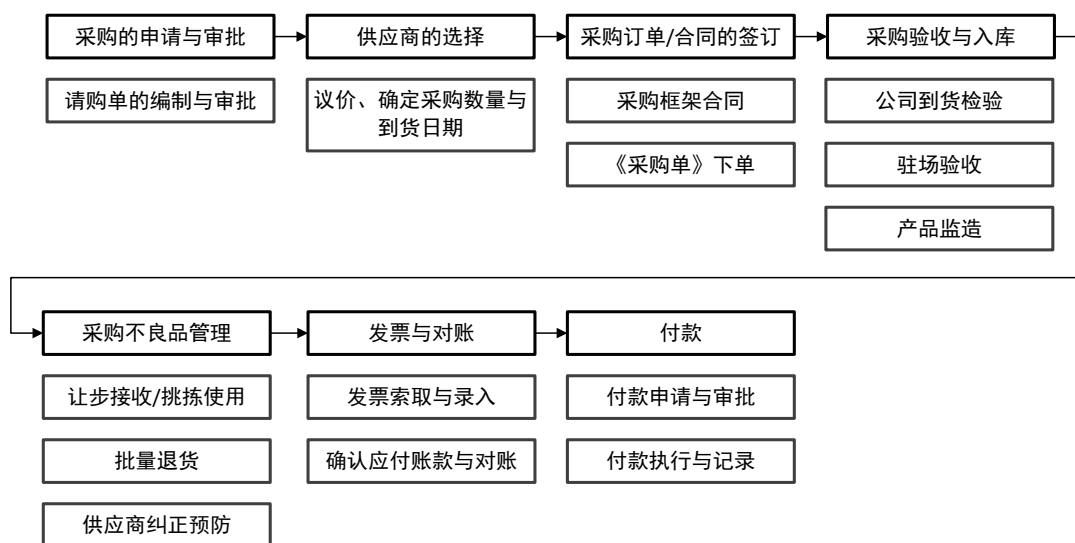 采购的申请与审批
供应商的选择
采购订单/合同的签订
采购验收与入库
请购单的编制与审批
议价、确定采购数量与
到货日期
采购框架合同
《采购单》下单
公司到货检验
驻场验收
产品监造
采购不良品管理
发票与对账
付款
让步接收/挑拣使用
批量退货
供应商纠正预防
发票索取与录入
确认应付账款与对账
付款申请与审批
付款执行与记录